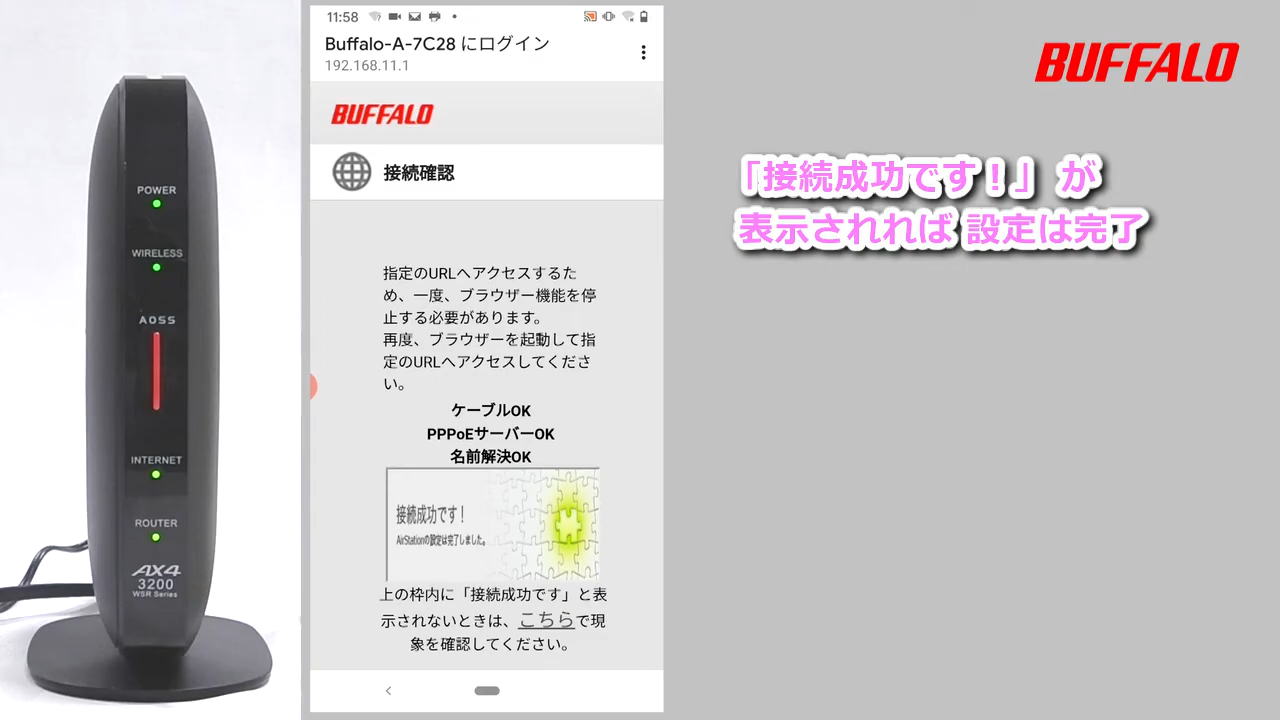 POWER
WIRELESS
AOSS
INTERNET
ROUTER
AX4
3200
WSR Series
11:58
Buffalo-A-7C28 にログイン
192.168.11.1
BUFFALO
接続確認
指定のURLへアクセスするた
め、一度、ブラウザー機能を停
止する必要があります。
再度、ブラウザーを起動して指
定のURLへアクセスしてくださ
い。
ケーブルOK
PPPoEサーバーOK
名前解決OK
接続成功です！
AirStationの設定は完了しました。
上の枠内に「接続成功です」と表
示されないときは、こちらで現
象を確認してください。
BUFFALO
「接続成功です！」 が
表示されれば 設定は完了